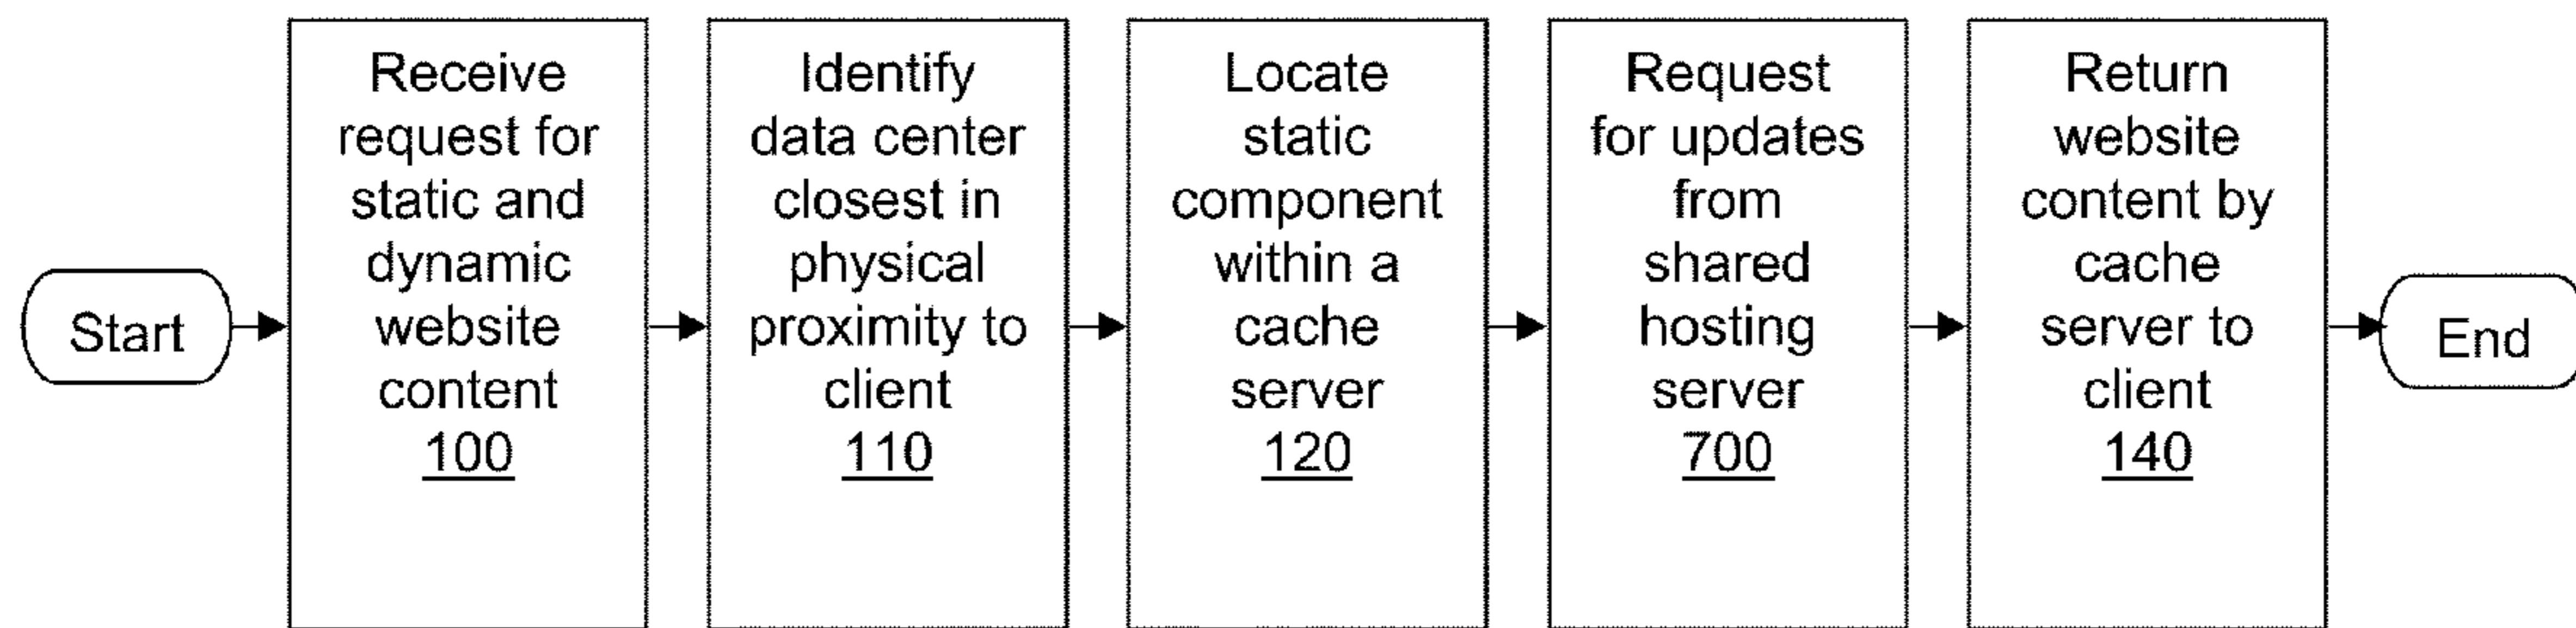 Start
Receive
request for
static and
dynamic
website
content
100
Identify
data center
closest in
physical
proximity to
client
110
Locate
static
component
within a
cache
server
120
Request
for updates
from
shared
hosting
server
700
Return
website
content by
cache
server to
client
140
End